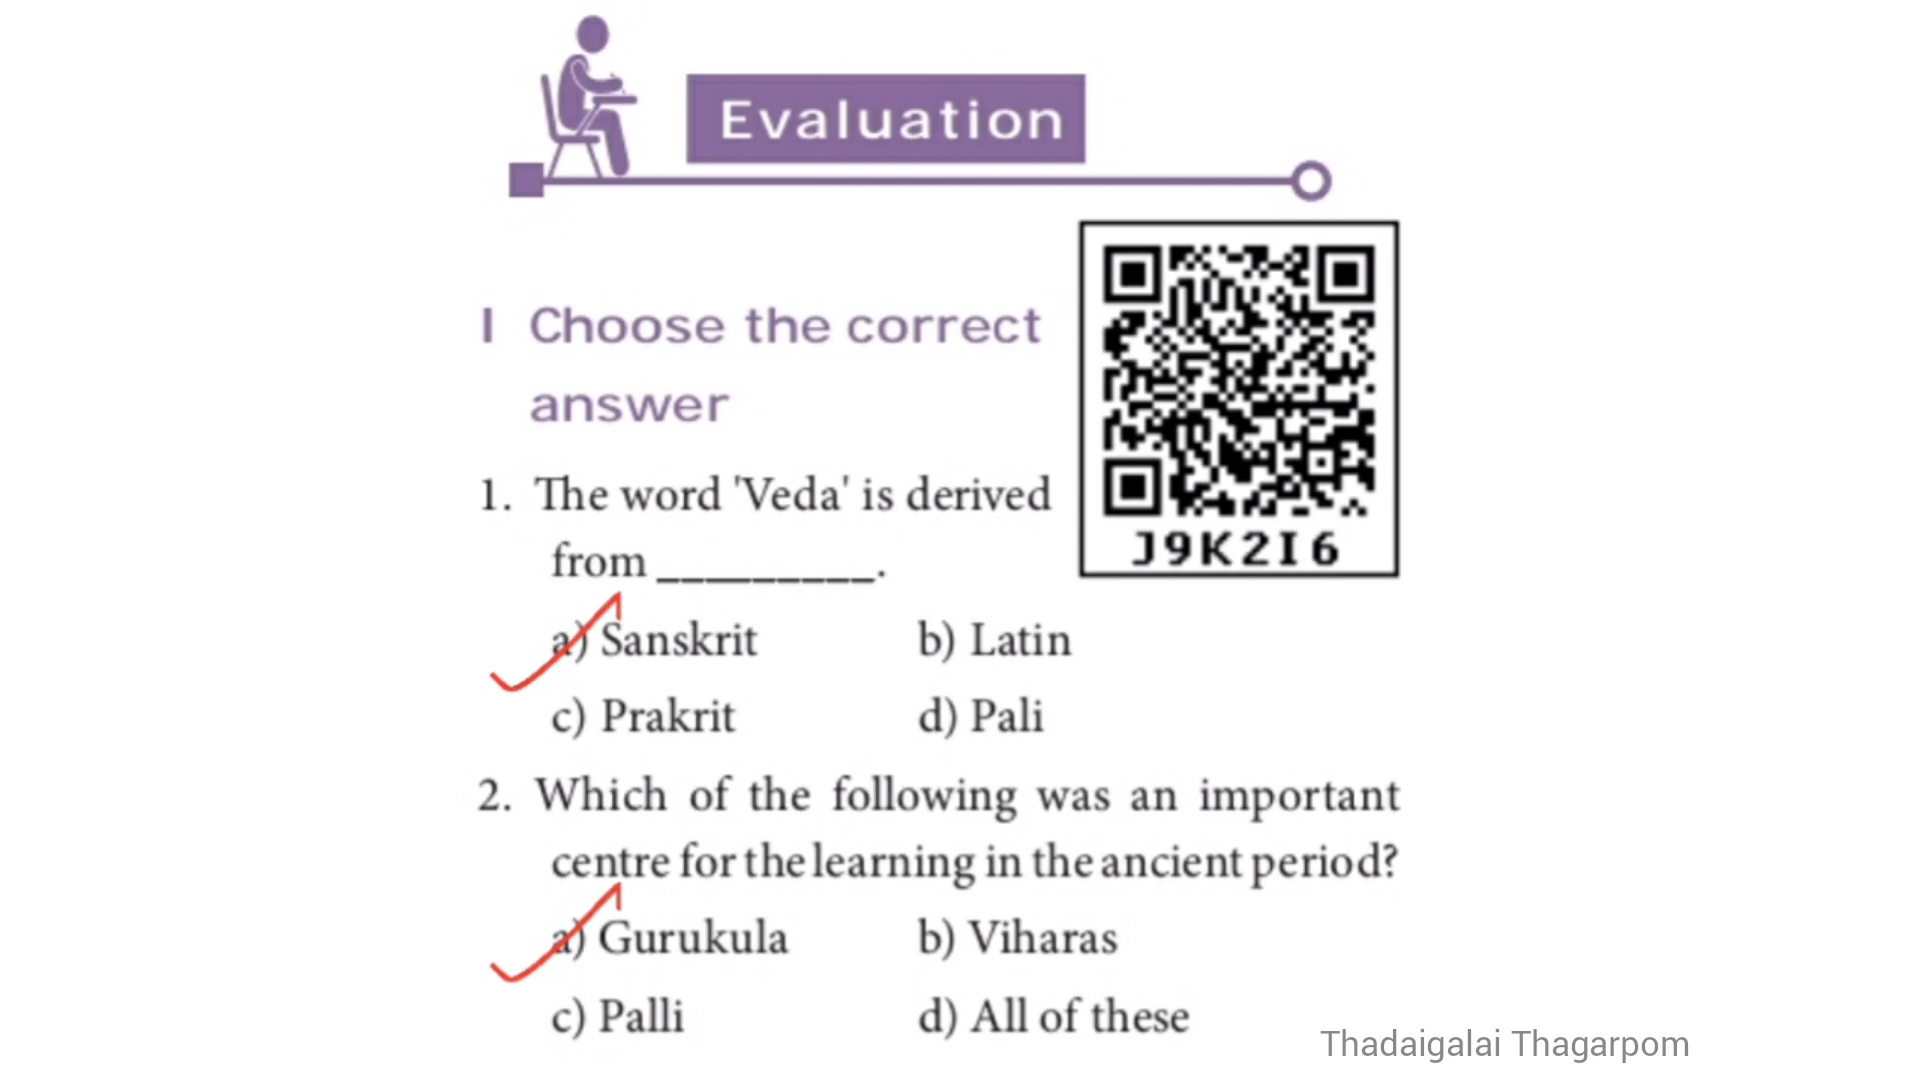 Evaluation
I Choose the correct
answer
1. The word 'Veda' is derived
from _________.
a) Sanskrit b) Latin
c) Prakrit d) Pali
2. Which of the following was an important
centre for the learning in the ancient period?
a) Gurukula b) Viharas
c) Palli d) All of these
J9K2I6
Thadaigalai Thagarpom